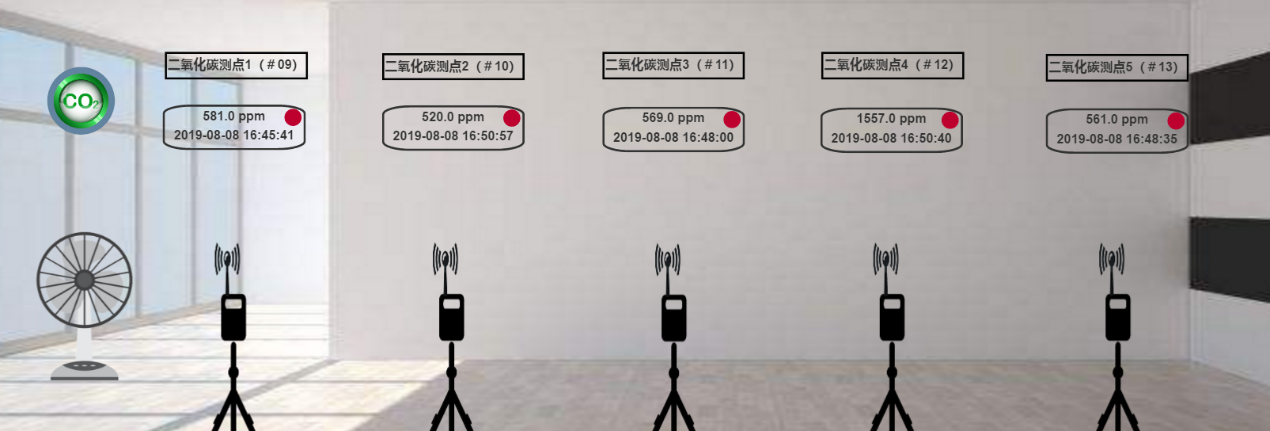 二氧化碳测点1（#09）
二氧化碳测点2（#10）
二氧化碳测点3（#11）
二氧化碳测点4（#12）
二氧化碳测点5（#13）
CO₂
581.0 ppm
2019-08-08 16:45:41
520.0 ppm
2019-08-08 16:50:57
569.0 ppm
2019-08-08 16:48:00
1557.0 ppm
2019-08-08 16:50:40
561.0 ppm
2019-08-08 16:48:35